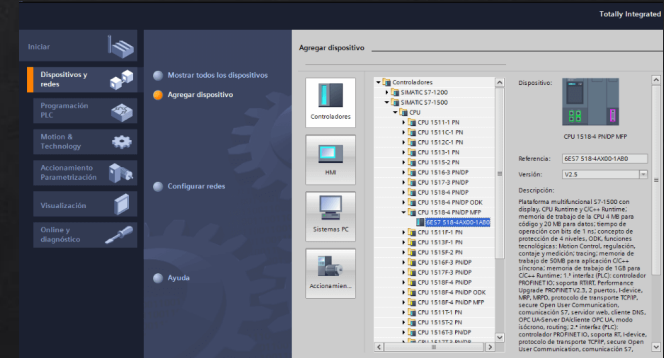 Totally Integrated
Iniciar
Dispositivos y
redes
Programación
PLC
Motion &
Technology
Accionamiento
Parametrización
Visualización
Online y
diagnóstico
Mostrar todos los dispositivos
Agregar dispositivo
Configurar redes
Ayuda
Agregar dispositivo
Controladores
HMI
Sistemas PC
Accionamien...
Controladores
SIMATIC S7-1200
SIMATIC S7-1500
CPU
CPU 1511-1 PN
CPU 1511C-1 PN
CPU 1512C-1 PN
CPU 1513-1 PN
CPU 1515-2 PN
CPU 1516-3 PN/DP
CPU 1517-3 PN/DP
CPU 1518-4 PN/DP
CPU 1518-4 PN/DP ODK
CPU 1518-4 PN/DP MFP
6ES7 518-4AX00-1AB0
CPU 1511F-1 PN
CPU 1513F-1 PN
CPU 1515F-2 PN
CPU 1516F-3 PN/DP
CPU 1517F-3 PN/DP
CPU 1518F-4 PN/DP
CPU 1518F-4 PN/DP ODK
CPU 1518F-4 PN/DP MFP
CPU 1511T-1 PN
CPU 1515T-2 PN
CPU 1516T-3 PN/DP
CPU 1517T-3 PN/DP
Dispositivo:
CPU 1518-4 PN/DP MFP
Referencia:
6ES7 518-4AX00-1AB0
Versión:
V2.5
Descripción:
Plataforma multifuncional S7-1500 con
display, CPU Runtime y C/C++ Runtime;
memoria de trabajo de la CPU 4 MB para
código y 20 MB para datos; tiempo de
operación con bits de 1 ns; concepto de
protección de 4 niveles, ODK, funciones
tecnológicas: Motion Control, regulación,
contaje y medición; tracing; memoria de
trabajo de 50MB para aplicación C/C++
síncrona; memoria de trabajo de 1GB para
C/C++ Runtime; 1.ª interfaz (PLC): controlador
PROFINET IO; soporta RT/IRT, Performance
Upgrade PROFINET V2.3, 2 puertos, I-device,
MRP, MRPD, protocolo de transporte TCP/IP,
secure Open User Communication,
comunicación S7, servidor web, cliente DNS,
OPC UA:Server DA/cliente OPC UA, modo
isócrono, routing; 2.ª interfaz (PLC):
controlador PROFINET IO, soporta RT, I-device,
protocolo de transporte TCP/IP, secure Open
User Communication, comunicación S7,